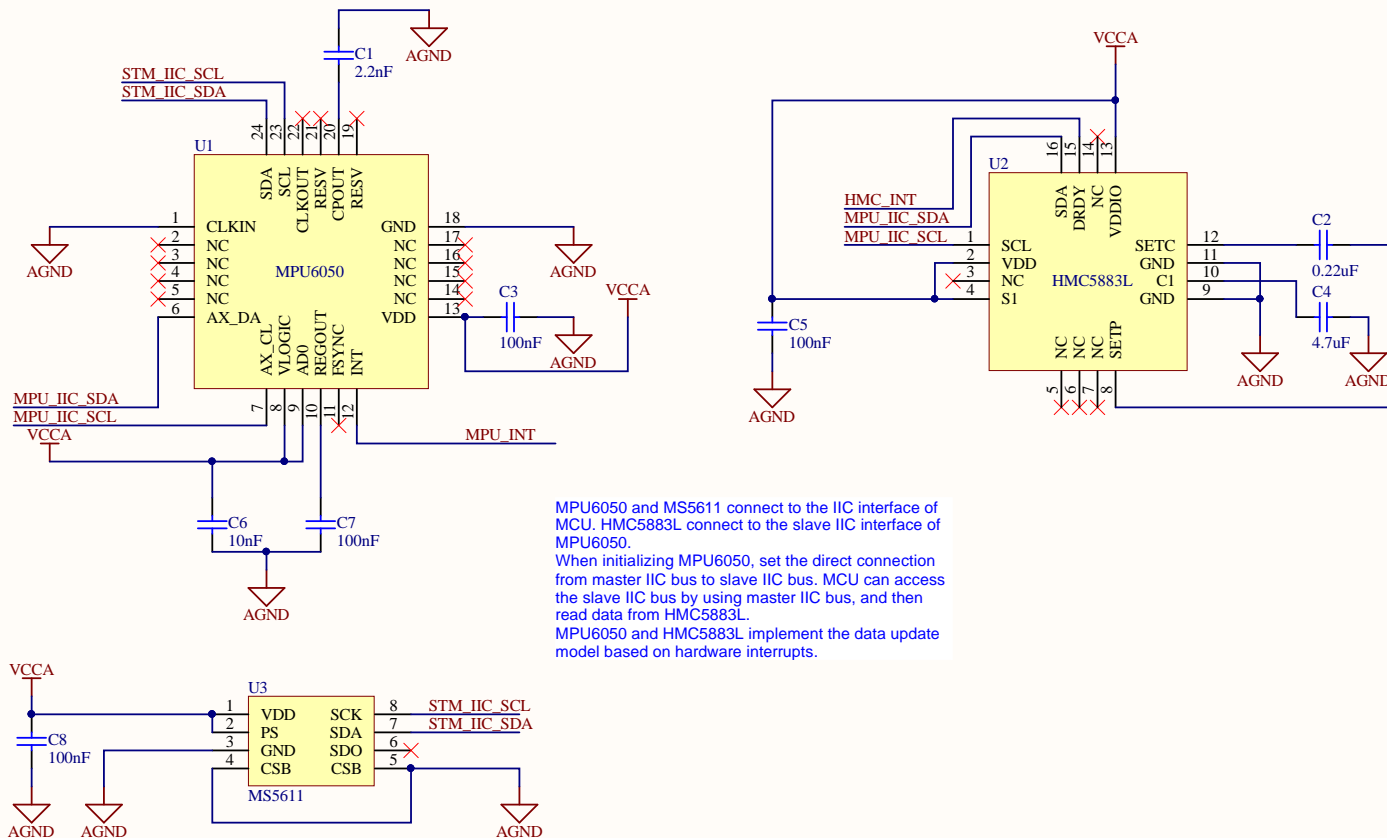 AGND
C1
2.2nF
STM_IIC_SCL
STM_IIC_SDA
24
23
22
21
20
19
U1
SDA
SCL
CLKOUT
RESV
CPOUT
RESV
1
CLKIN
2
NC
3
NC
4
NC
5
NC
6
AX_DA
MPU6050
GND
18
NC
17
NC
16
NC
15
NC
14
VDD
13
AGND
AGND
C3
100nF
AGND
VCCA
AX_CL
VLOGIC
AD0
REGOUT
FSYNC
INT
7
8
9
10
11
12
MPU_IIC_SDA
MPU_IIC_SCL
VCCA
MPU_INT
C6
10nF
C7
100nF
AGND
VCCA
U2
16
15
14
13
SDA
DRDY
NC
VDDIO
HMC_INT
MPU_IIC_SDA
MPU_IIC_SCL
1
SCL
2
VDD
3
NC
4
S1
HMC5883L
SETC
12
GND
11
C1
10
GND
9
C2
0.22uF
C4
4.7uF
AGND
AGND
C5
100nF
AGND
NC
NC
NC
SETP
5
6
7
8
MPU6050 and MS5611 connect to the IIC interface of
MCU. HMC5883L connect to the slave IIC interface of
MPU6050.
When initializing MPU6050, set the direct connection
from master IIC bus to slave IIC bus. MCU can access
the slave IIC bus by using master IIC bus, and then
read data from HMC5883L.
MPU6050 and HMC5883L implement the data update
model based on hardware interrupts.
VCCA
C8
100nF
AGND
AGND
U3
1
VDD
2
PS
3
GND
4
CSB
SCK
8
SDA
7
SDO
6
CSB
5
MS5611
STM_IIC_SCL
STM_IIC_SDA
AGND